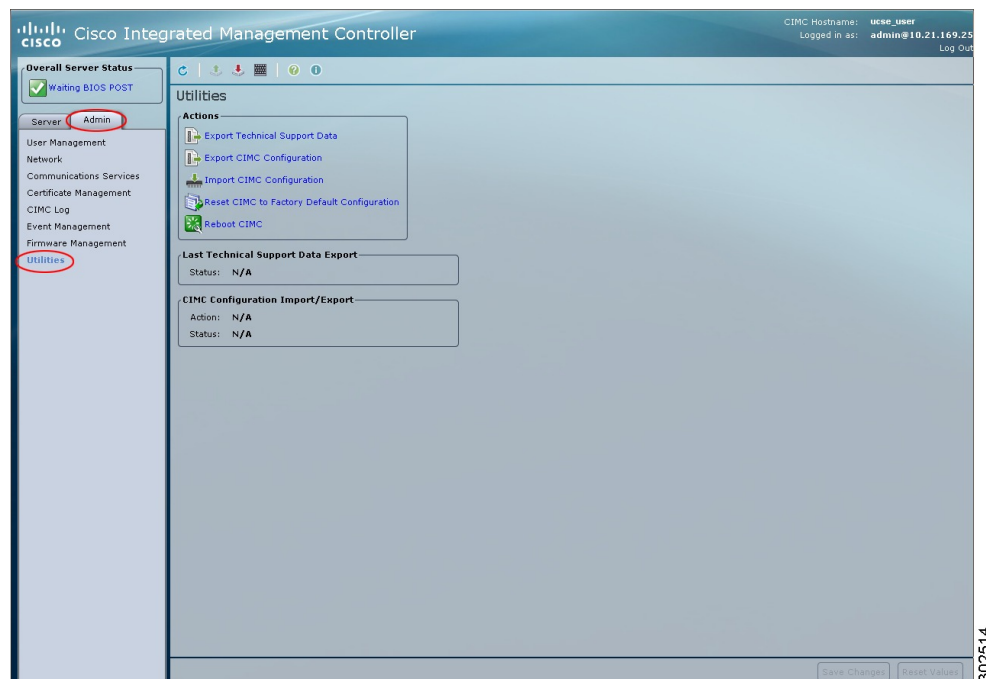 CISCO
Cisco Integrated Management Controller
CIMC Hostname: ucse_user
Logged in as: admin@10.21.169.25
Log Out
Overall Server Status
Waiting BIOS POST
Server Admin
User Management
Network
Communications Services
Certificate Management
CIMC Log
Event Management
Firmware Management
Utilities
Utilities
Actions
Export Technical Support Data
Export CIMC Configuration
Import CIMC Configuration
Reset CIMC to Factory Default Configuration
Reboot CIMC
Last Technical Support Data Export
Status: N/A
CIMC Configuration Import/Export
Action: N/A
Status: N/A
Save Changes Reset Values
302514